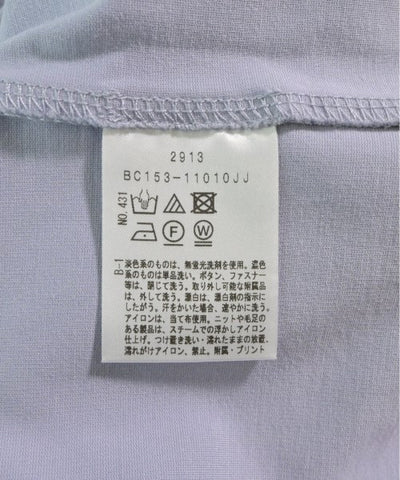 2913
BC153-11010JJ
NO.431
F
W
B-1
淡色系のものは、無蛍光洗剤を使用。濃色
系のものは単品洗い。ボタン、ファスナー
等は、閉じて洗う。取り外し可能な附属品
は、外して洗う。漂白は、漂白剤の指示に
したがう。汗をかいた場合、速やかに洗う。
アイロンは、当て布使用。ニットや毛足の
ある製品は、スチームでの浮かしアイロン
仕上げ。つけ置き洗い・濡れたままの放置、
濡れがけアイロン、禁止。附属・プリント